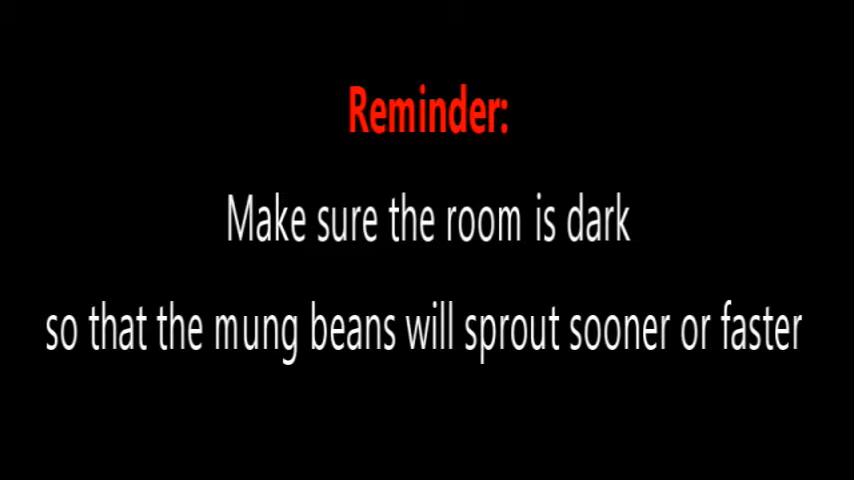 Reminder:
Make sure the room is dark
so that the mung beans will sprout sooner or faster